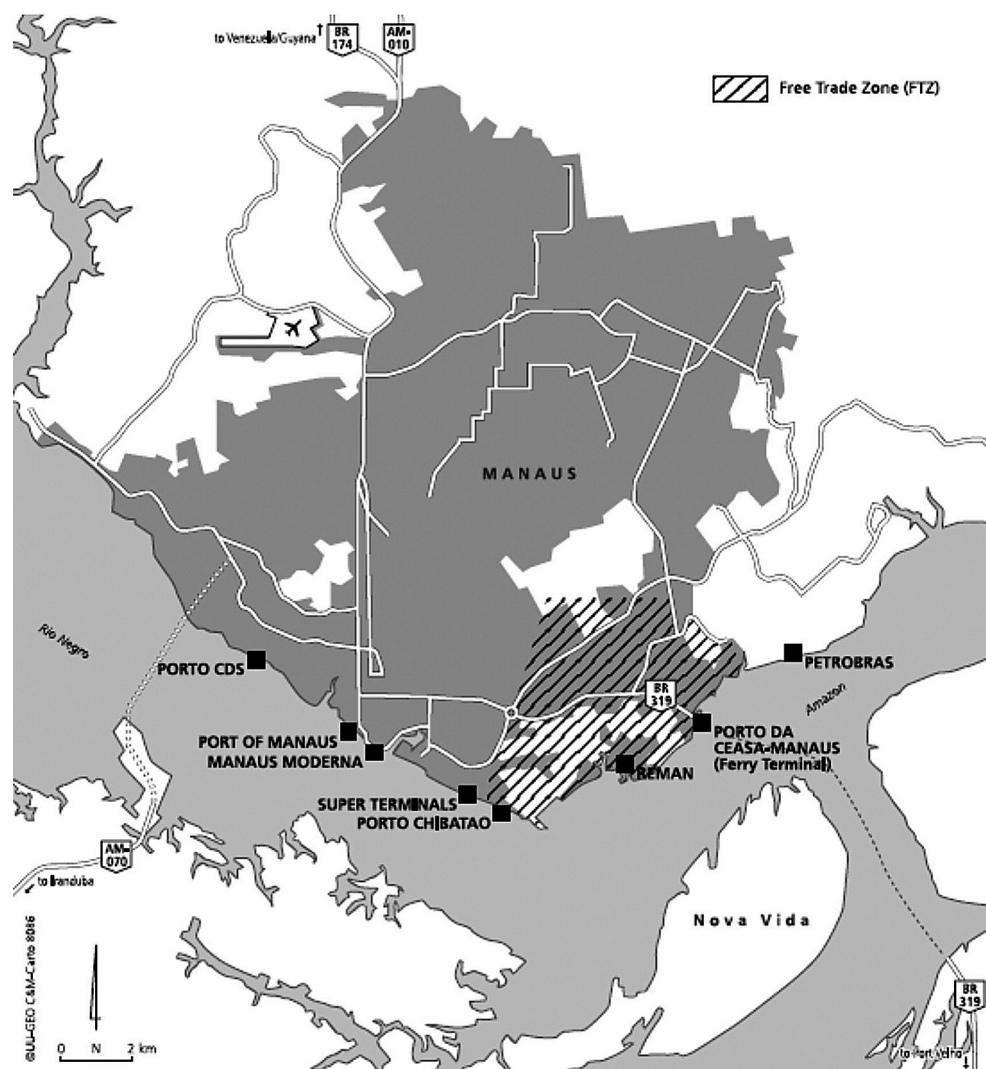 to Venezuella/Guyana
BR
174
AM-
010
Free Trade Zone (FTZ)
MANAUS
Rio Negro
PORTO CDS
PETROBRAS
Amazon
BR
319
PORT OF MANAUS
MANAUS MODERNA
PORTO DA
CEASA-MANAUS
(Ferry Terminal)
REMAN
SUPER TERMINALS
PORTO CHIBATAO
AM-
070
to Iranduba
Nova Vida
BR
319
to Port Velho
©UU-GEO C&M-Carto 8086
0 N 2 km